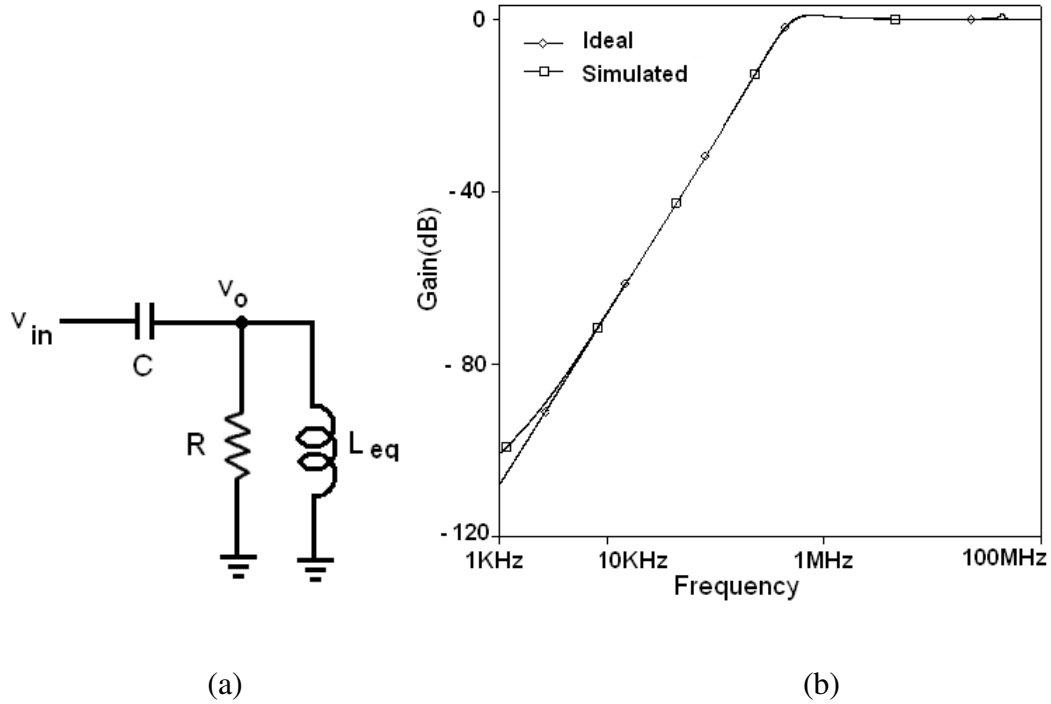 v in
C
v o
R
L eq
Ideal
Simulated
Gain(dB)
0
- 40
- 80
- 120
1KHz
10KHz
1MHz
100MHz
Frequency
(a)
(b)